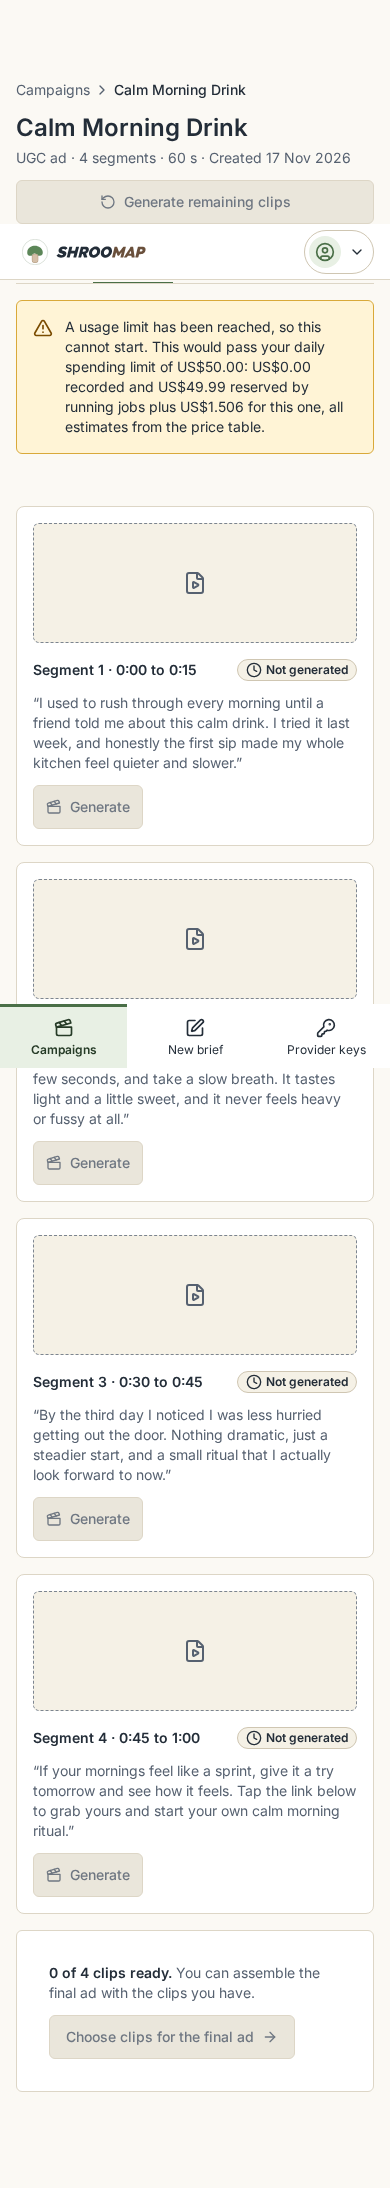 Campaigns > Calm Morning Drink
Calm Morning Drink
UGC ad · 4 segments · 60 s · Created 17 Nov 2026
Generate remaining clips
SHROOMAP
A usage limit has been reached, so this
cannot start. This would pass your daily
spending limit of US$50.00: US$0.00
recorded and US$49.99 reserved by
running jobs plus US$1.506 for this one, all
estimates from the price table.
Segment 1 · 0:00 to 0:15
Not generated
“I used to rush through every morning until a
friend told me about this calm drink. I tried it last
week, and honestly the first sip made my whole
kitchen feel quieter and slower.”
Generate
Campaigns
New brief
Provider keys
few seconds, and take a slow breath. It tastes
light and a little sweet, and it never feels heavy
or fussy at all.”
Generate
Segment 3 · 0:30 to 0:45
Not generated
“By the third day I noticed I was less hurried
getting out the door. Nothing dramatic, just a
steadier start, and a small ritual that I actually
look forward to now.”
Generate
Segment 4 · 0:45 to 1:00
Not generated
“If your mornings feel like a sprint, give it a try
tomorrow and see how it feels. Tap the link below
to grab yours and start your own calm morning
ritual.”
Generate
0 of 4 clips ready. You can assemble the
final ad with the clips you have.
Choose clips for the final ad →